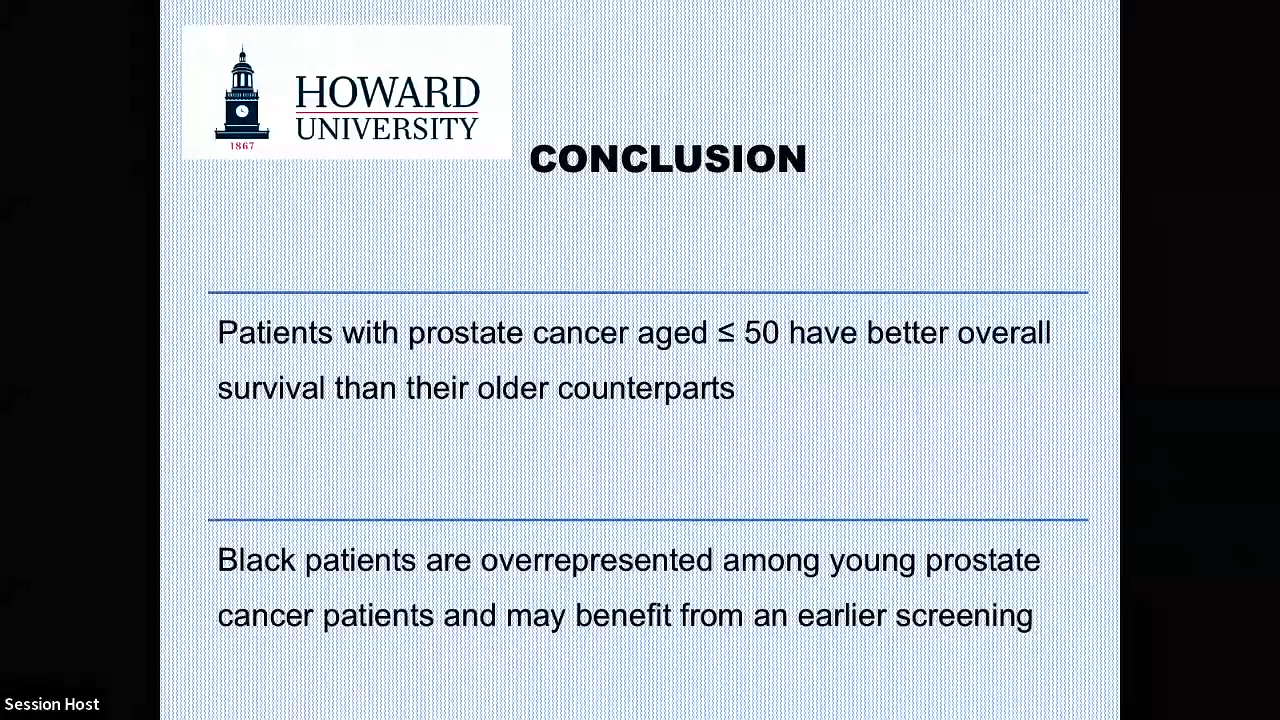 HOWARD
UNIVERSITY
1867
CONCLUSION
Patients with prostate cancer aged ≤ 50 have better overall
survival than their older counterparts
Black patients are overrepresented among young prostate
cancer patients and may benefit from an earlier screening
Session Host